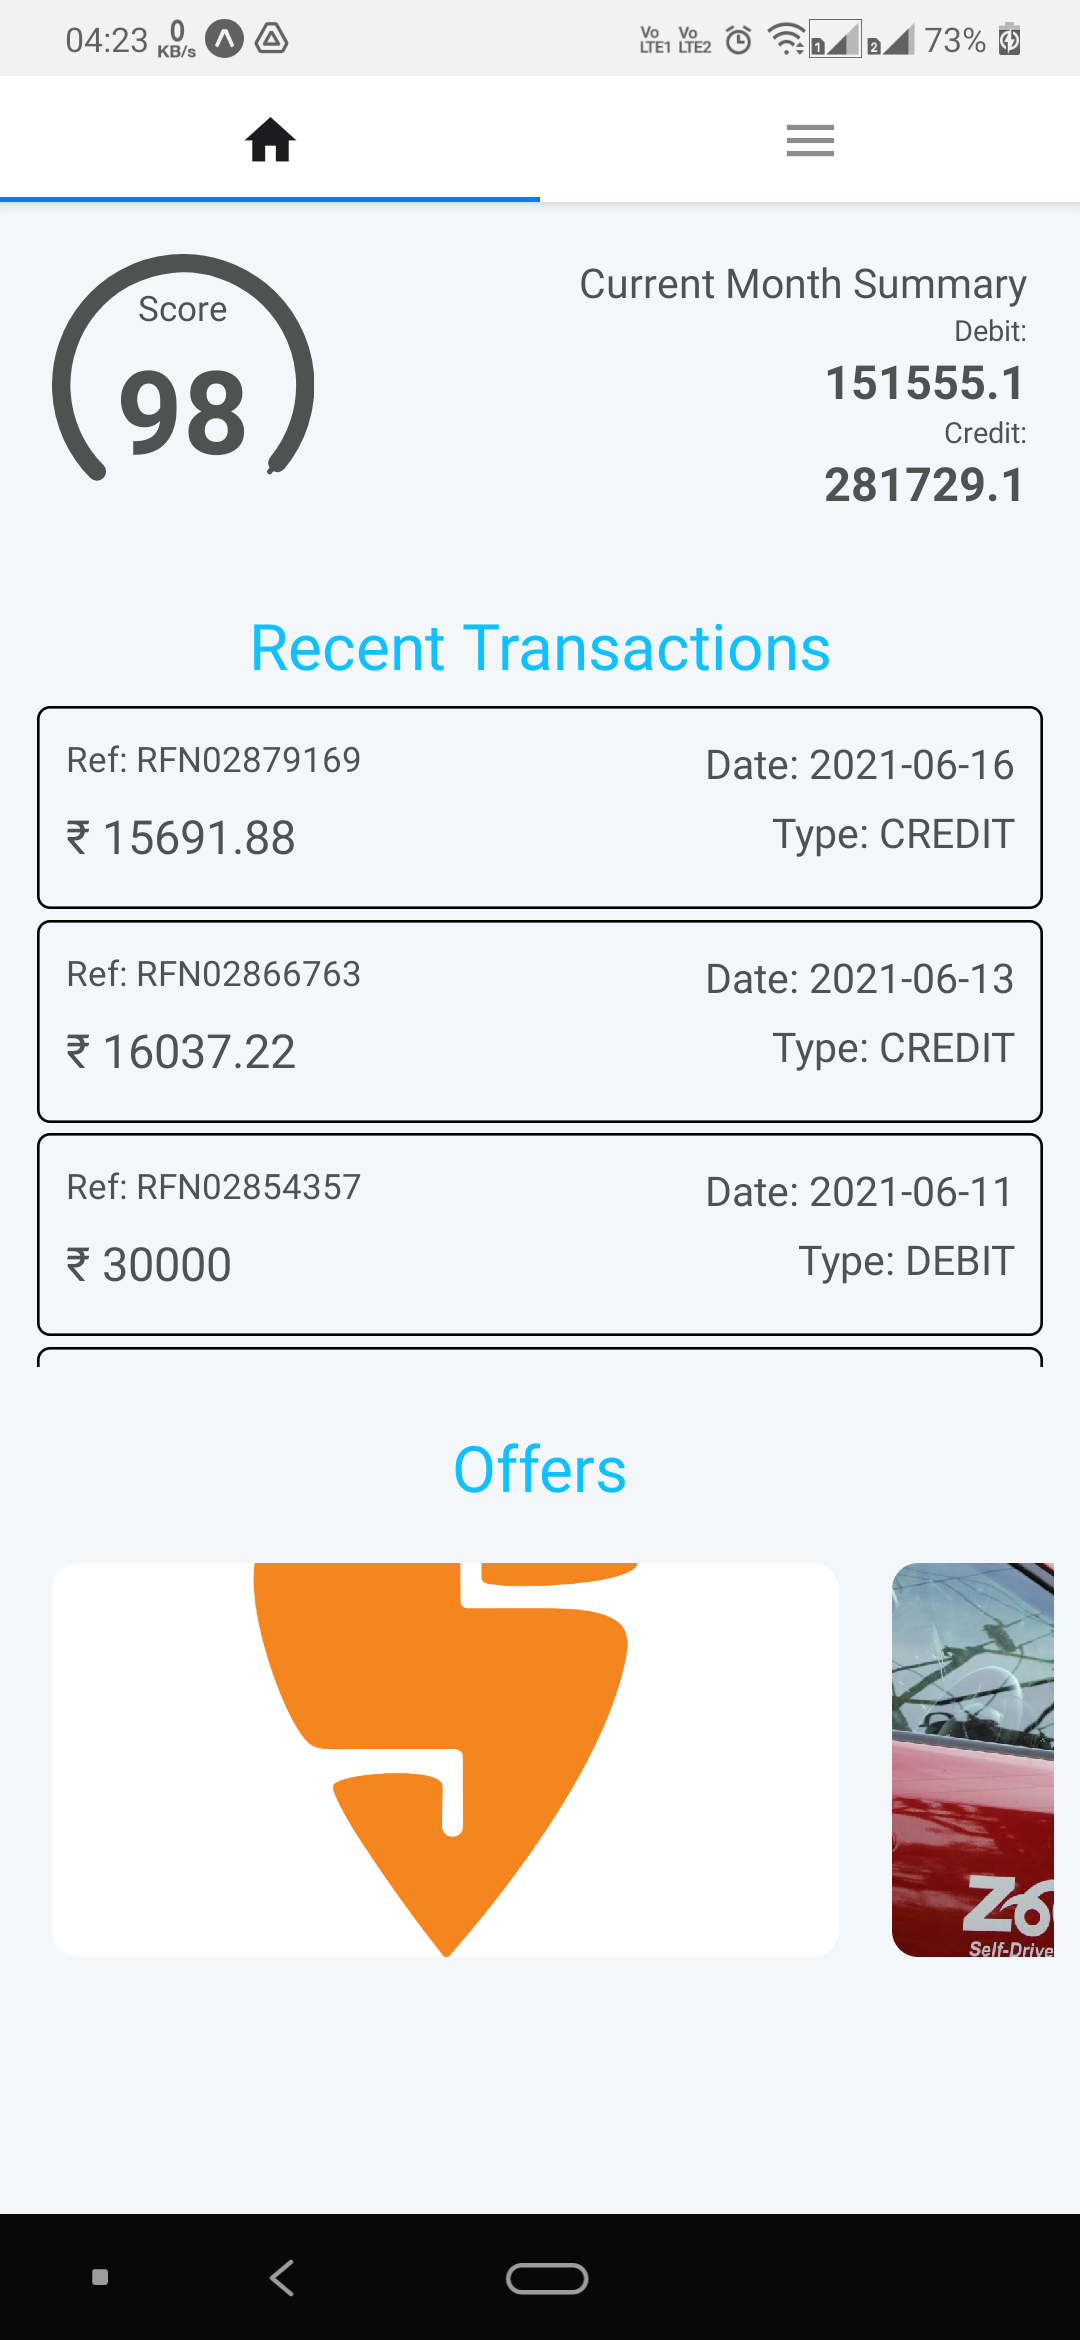 04:23 0 KB/s Vo LTE1 Vo LTE2 1 2 73%
Score
98
Current Month Summary
Debit:
151555.1
Credit:
281729.1
Recent Transactions
Ref: RFN02879169 Date: 2021-06-16
₹ 15691.88 Type: CREDIT
Ref: RFN02866763 Date: 2021-06-13
₹ 16037.22 Type: CREDIT
Ref: RFN02854357 Date: 2021-06-11
₹ 30000 Type: DEBIT
Offers
Self-Drive